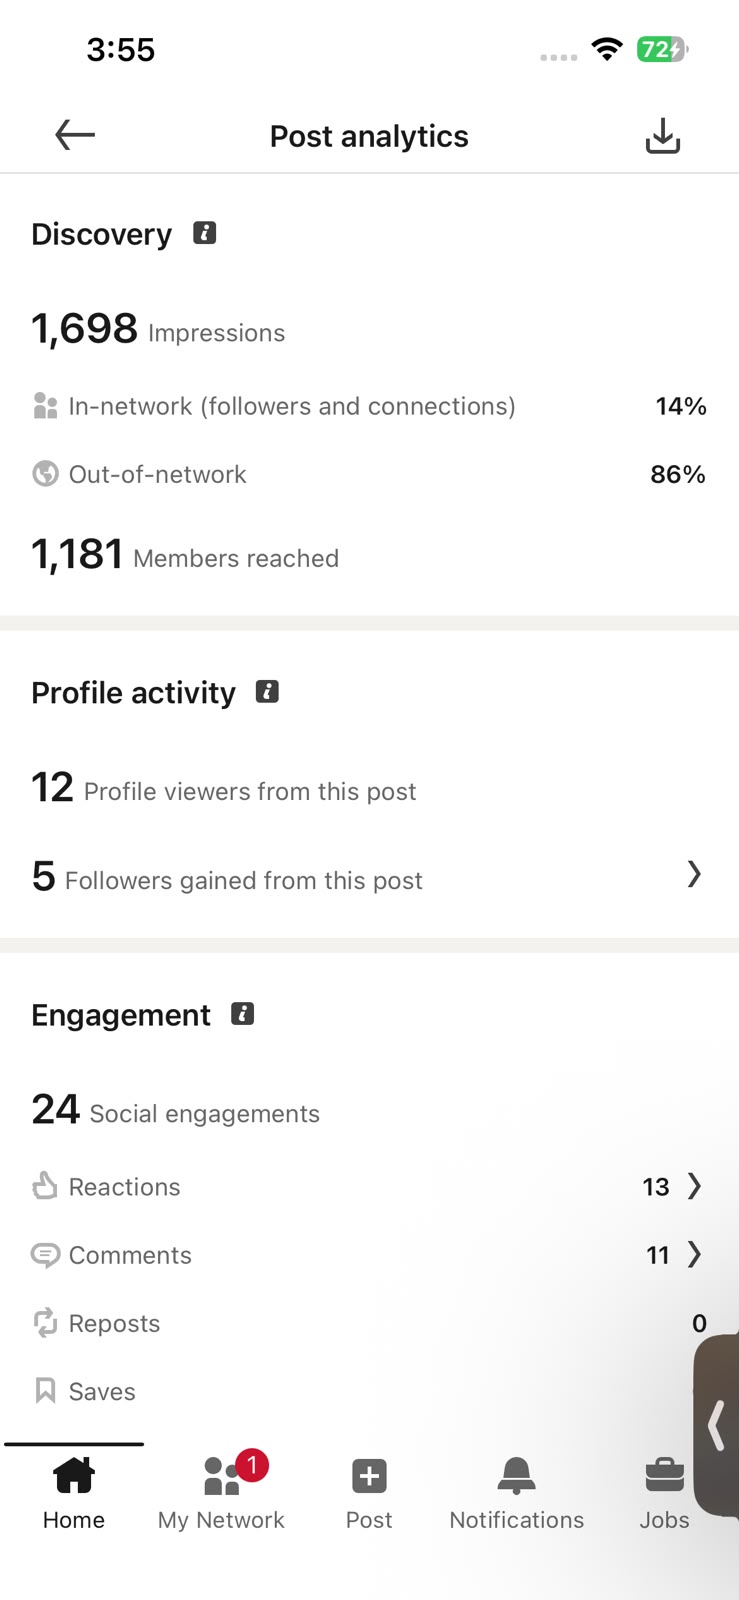 3:55
72
Post analytics
Discovery
1,698 Impressions
In-network (followers and connections) 14%
Out-of-network 86%
1,181 Members reached
Profile activity
12 Profile viewers from this post
5 Followers gained from this post
Engagement
24 Social engagements
Reactions 13
Comments 11
Reposts 0
Saves
1
Home My Network Post Notifications Jobs